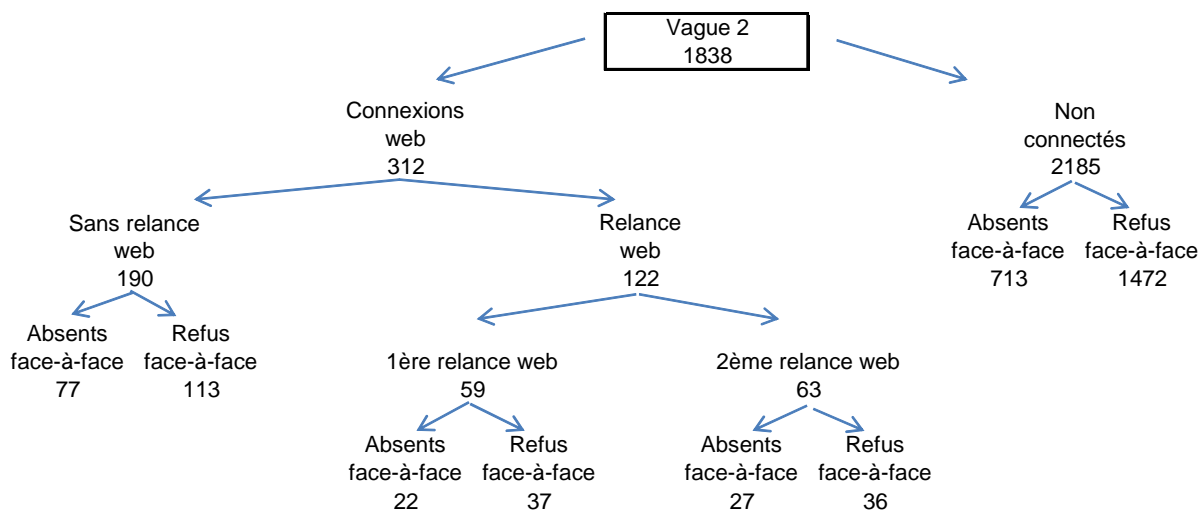 Vague 2
1838
Connexions
web
312
Non
connectés
2185
Sans relance
web
190
Relance
web
122
Absents
face-à-face
713
Refus
face-à-face
1472
Absents
face-à-face
77
Refus
face-à-face
113
1ère relance web
59
2ème relance web
63
Absents
face-à-face
22
Refus
face-à-face
37
Absents
face-à-face
27
Refus
face-à-face
36